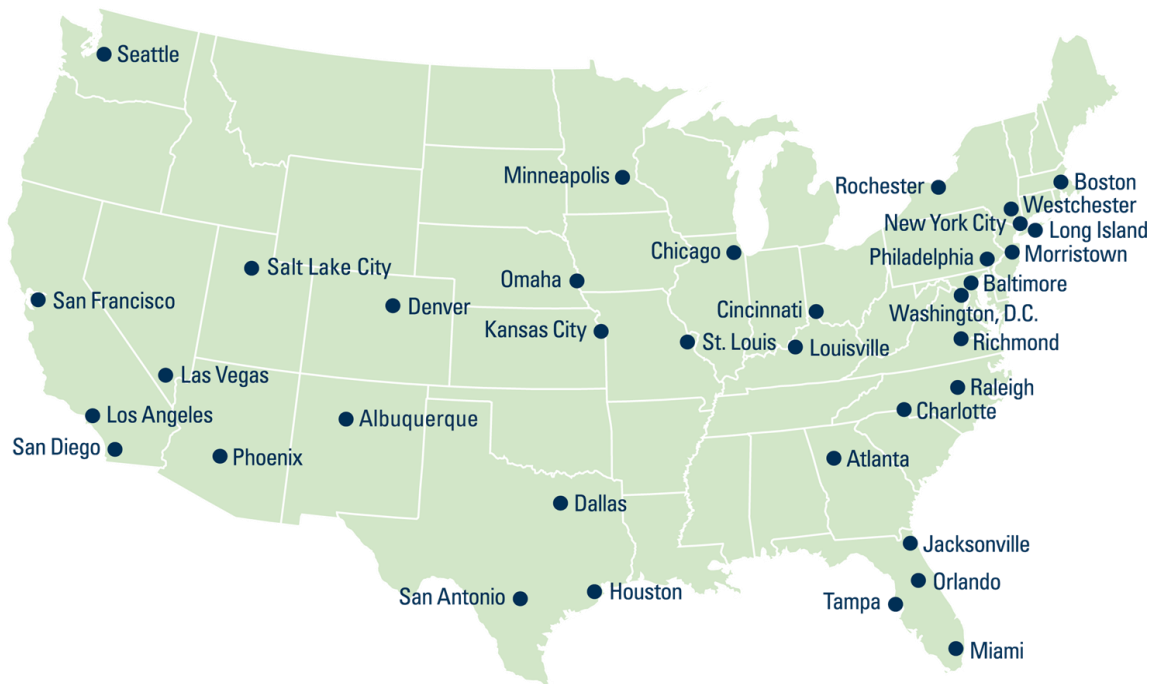 Seattle
Minneapolis
Rochester
Boston
Westchester
New York City
Long Island
Chicago
Philadelphia
Morristown
Salt Lake City
Omaha
Baltimore
San Francisco
Denver
Cincinnati
Washington, D.C.
Kansas City
St. Louis
Louisville
Richmond
Las Vegas
Raleigh
Los Angeles
Albuquerque
Charlotte
San Diego
Phoenix
Atlanta
Dallas
Jacksonville
Orlando
San Antonio
Houston
Tampa
Miami